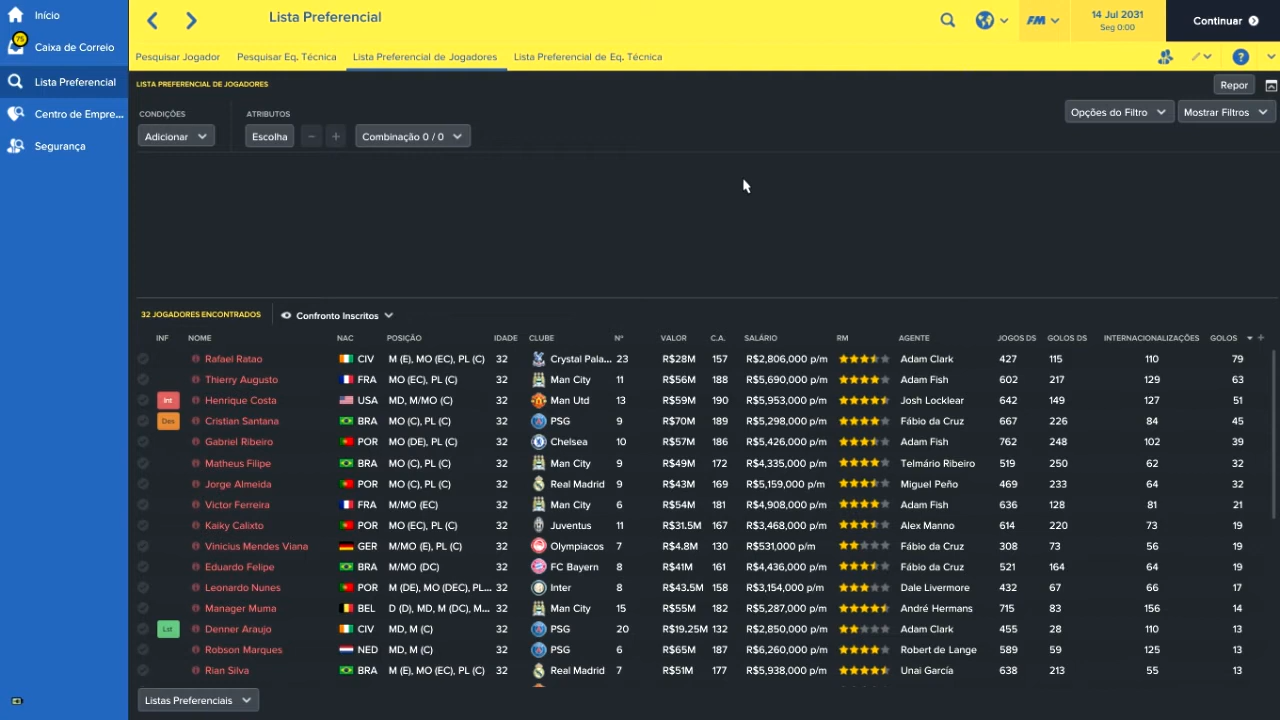 Início
75
Caixa de Correio
Lista Preferencial
Centro de Empre...
Segurança
Lista Preferencial
FM
14 Jul 2031
Seg 0:00
Continuar
Pesquisar Jogador
Pesquisar Eq. Técnica
Lista Preferencial de Jogadores
Lista Preferencial de Eq. Técnica
?
LISTA PREFERENCIAL DE JOGADORES
Repor
CONDIÇÕES
ATRIBUTOS
Opções do Filtro
Mostrar Filtros
Adicionar
Escolha
Combinação 0 / 0
32 JOGADORES ENCONTRADOS
Confronto Inscritos
INF NOME NAC POSIÇÃO IDADE CLUBE Nº VALOR C.A. SALÁRIO RM AGENTE JOGOS DS GOLOS DS INTERNACIONALIZAÇÕES GOLOS
Rafael Ratao CIV M (E), MO (EC), PL (C) 32 Crystal Pala... 23 R$28M 157 R$2,806,000 p/m Adam Clark 427 115 110 79
Thierry Augusto FRA MO (EC), PL (C) 32 Man City 11 R$56M 188 R$5,690,000 p/m Adam Fish 602 217 129 63
Int Henrique Costa USA MD, M/MO (C) 32 Man Utd 13 R$59M 190 R$5,953,000 p/m Josh Locklear 642 149 127 51
Des Cristian Santana BRA MO (C), PL (C) 32 PSG 9 R$70M 189 R$5,298,000 p/m Fábio da Cruz 667 226 84 45
Gabriel Ribeiro POR MO (DE), PL (C) 32 Chelsea 10 R$57M 186 R$5,426,000 p/m Adam Fish 762 248 102 39
Matheus Filipe BRA MO (C), PL (C) 32 Man City 9 R$49M 172 R$4,335,000 p/m Telmário Ribeiro 519 250 62 32
Jorge Almeida POR MO (C), PL (C) 32 Real Madrid 9 R$43M 169 R$5,159,000 p/m Miguel Peño 469 233 64 32
Victor Ferreira FRA M/MO (EC) 32 Man City 6 R$54M 181 R$4,908,000 p/m Adam Fish 636 128 81 21
Kaiky Calixto POR MO (EC), PL (C) 32 Juventus 11 R$31.5M 167 R$3,468,000 p/m Alex Manno 614 220 73 19
Vinicius Mendes Viana GER M/MO (E), PL (C) 32 Olympiacos 7 R$4.8M 130 R$531,000 p/m Fábio da Cruz 308 73 56 19
Eduardo Felipe BRA M/MO (DC) 32 FC Bayern 8 R$41M 161 R$4,436,000 p/m Fábio da Cruz 521 164 64 19
Leonardo Nunes POR M (DE), MO (DEC), PL... 32 Inter 8 R$43.5M 158 R$3,154,000 p/m Dale Livermore 432 67 66 17
Manager Muma BEL D (D), MD, M (DC), M... 32 Man City 15 R$55M 182 R$5,287,000 p/m André Hermans 715 83 156 14
Lst Denner Araujo CIV MD, M (C) 32 PSG 20 R$19.25M 132 R$2,850,000 p/m Adam Clark 455 28 110 13
Robson Marques NED MD, M (C) 32 PSG 6 R$65M 187 R$6,260,000 p/m Robert de Lange 589 59 125 13
Rian Silva BRA M (E), MO (EC), PL (C) 32 Real Madrid 7 R$51M 177 R$5,938,000 p/m Unai García 638 213 55 13
Listas Preferenciais